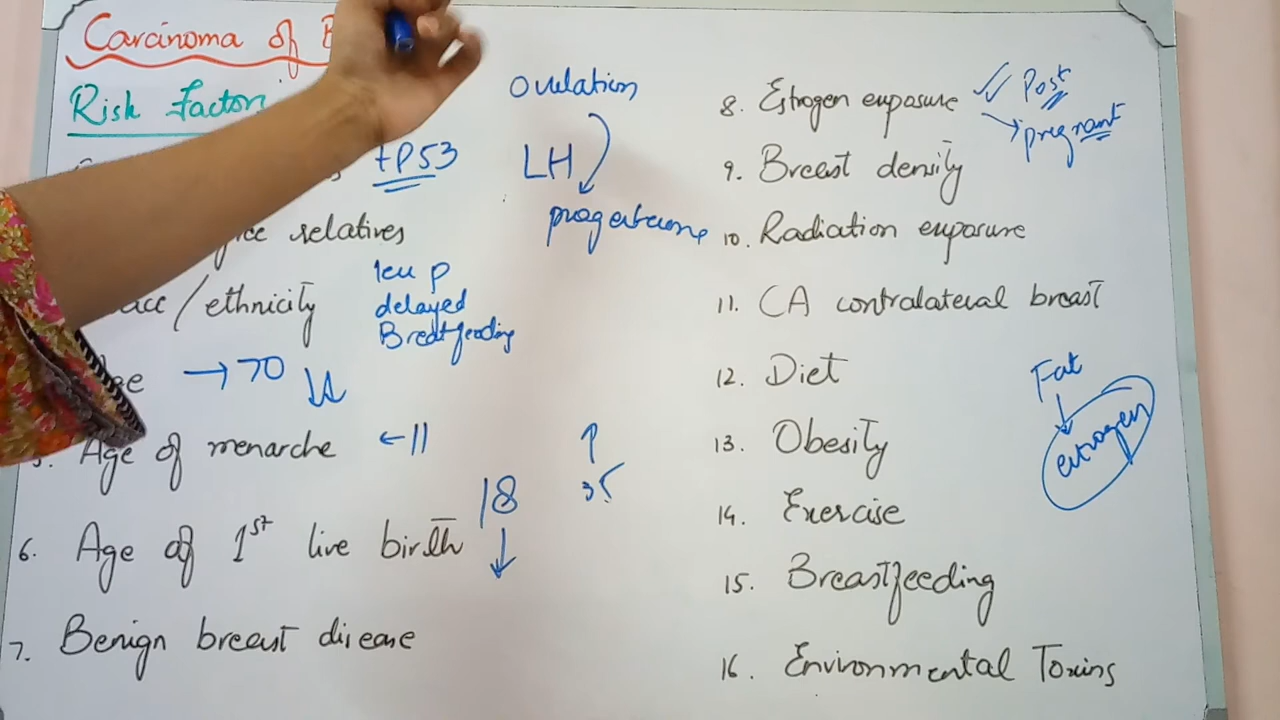 Carcinoma of
Risk Factor
TP53
relatives
/ethnicity
less p
delayed
Breastfeeding
→ 70 ↓↓
Age of menarche ← 11
↑
35
18
↓
6. Age of 1st live birth
7. Benign breast disease
ovulation
LH
progesterone
8. Estrogen exposure
Post
→ pregnant
9. Breast density
10. Radiation exposure
11. CA contralateral breast
12. Diet
Fat
↓
estrogen
13. Obesity
14. Exercise
15. Breastfeeding
16. Environmental Toxins